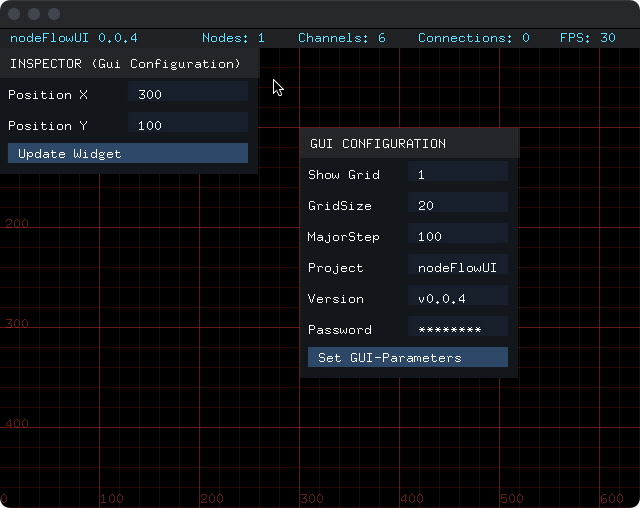 nodeFlowUI 0.0.4 Nodes: 1 Channels: 6 Connections: 0 FPS: 30
INSPECTOR (Gui Configuration)
Position X 300
Position Y 100
Update Widget
GUI CONFIGURATION
Show Grid 1
GridSize 20
MajorStep 100
Project nodeFlowUI
Version v0.0.4
Password ********
Set GUI-Parameters
200
300
400
0 100 200 300 400 500 600